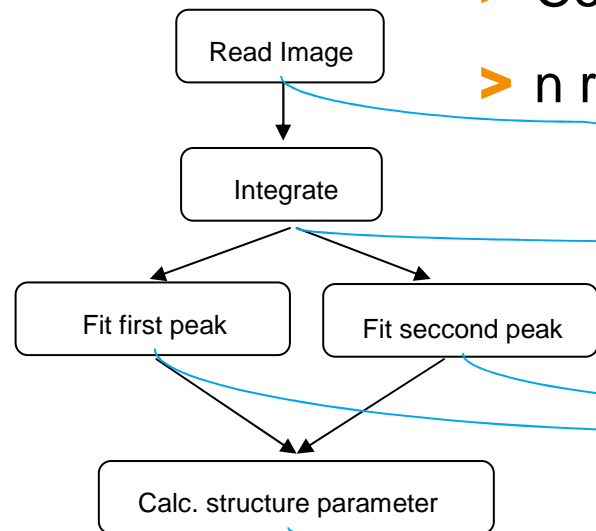 > n r
Read Image
Integrate
Fit first peak
Fit seccond peak
Calc. structure parameter